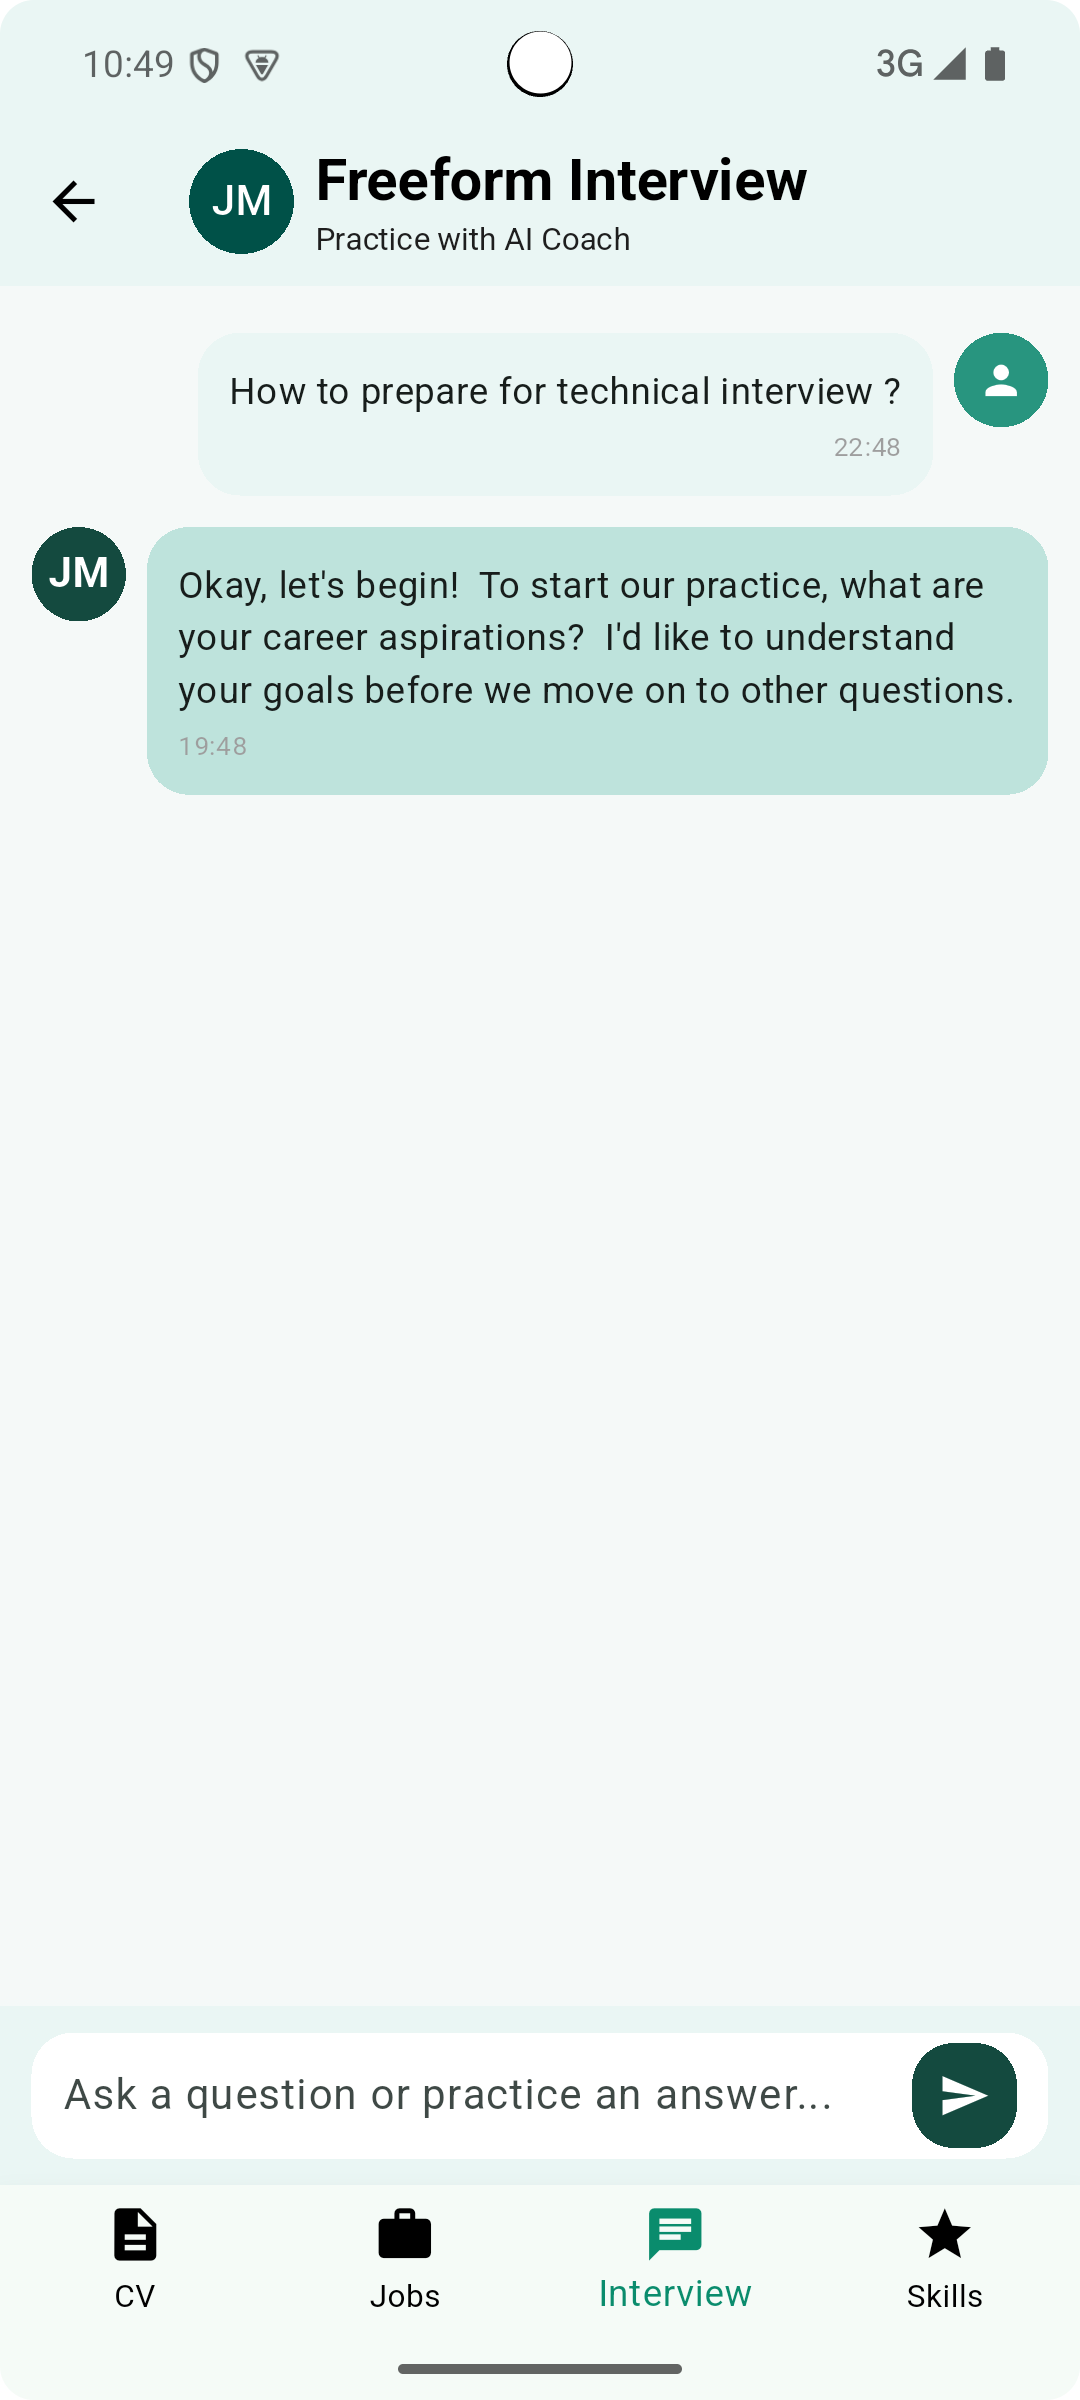 10:49
3G
JM
Freeform Interview
Practice with AI Coach
How to prepare for technical interview ?
22:48
JM
Okay, let's begin!  To start our practice, what are
your career aspirations?  I'd like to understand
your goals before we move on to other questions.
19:48
Ask a question or practice an answer...
CV
Jobs
Interview
Skills